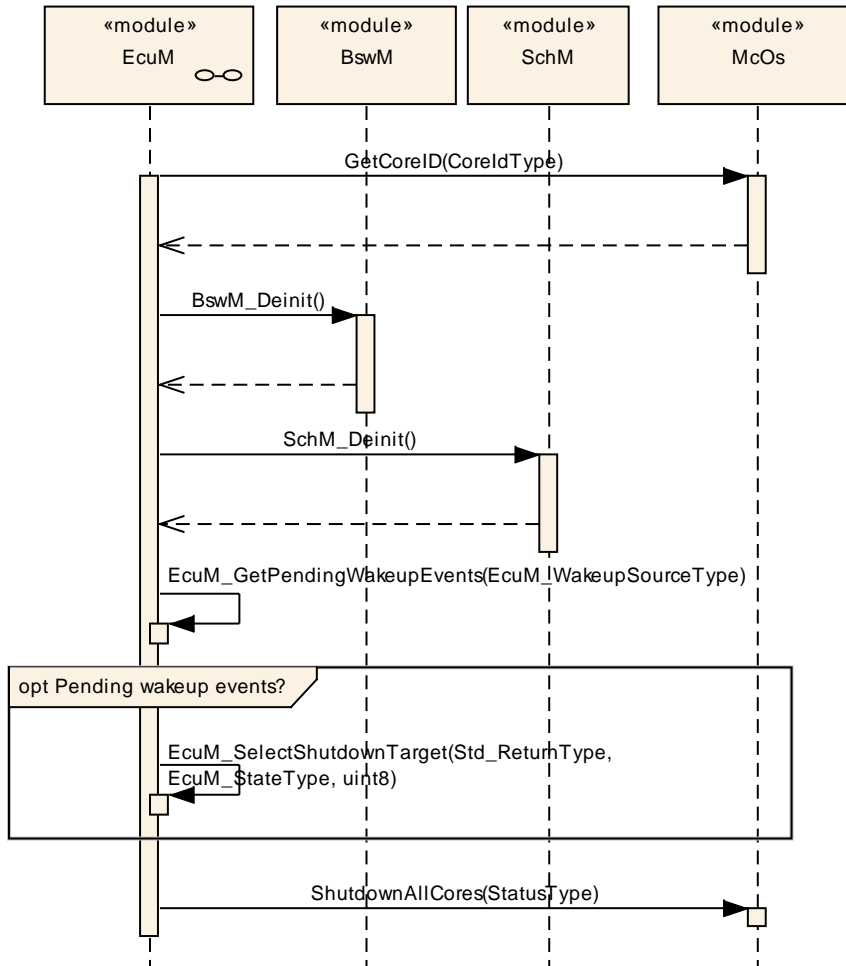 «module» «module» «module» «module»
EcuM BswM SchM McOs
GetCoreID(CoreIdType)
BswM_Deinit()
SchM_Deinit()
EcuM_GetPendingWakeupEvents(EcuM_WakeupSourceType)
opt Pending wakeup events?
EcuM_SelectShutdownTarget(Std_ReturnType,
EcuM_StateType, uint8)
ShutdownAllCores(StatusType)